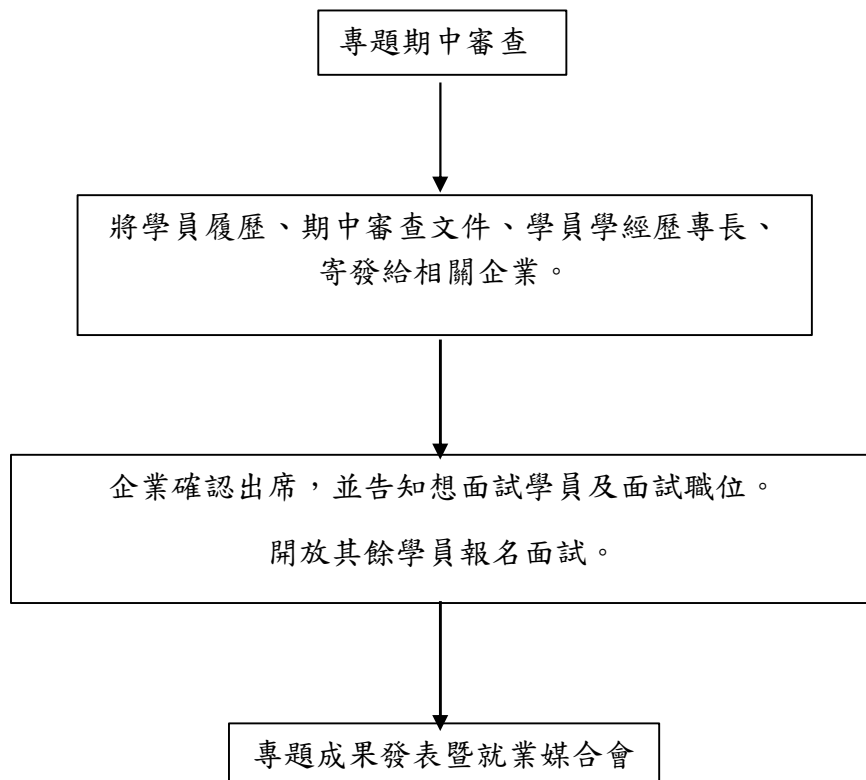 專題期中審查
將學員履歷、期中審查文件、學員學經歷專長、
寄發給相關企業。
企業確認出席，並告知想面試學員及面試職位。
開放其餘學員報名面試。
專題成果發表暨就業媒合會